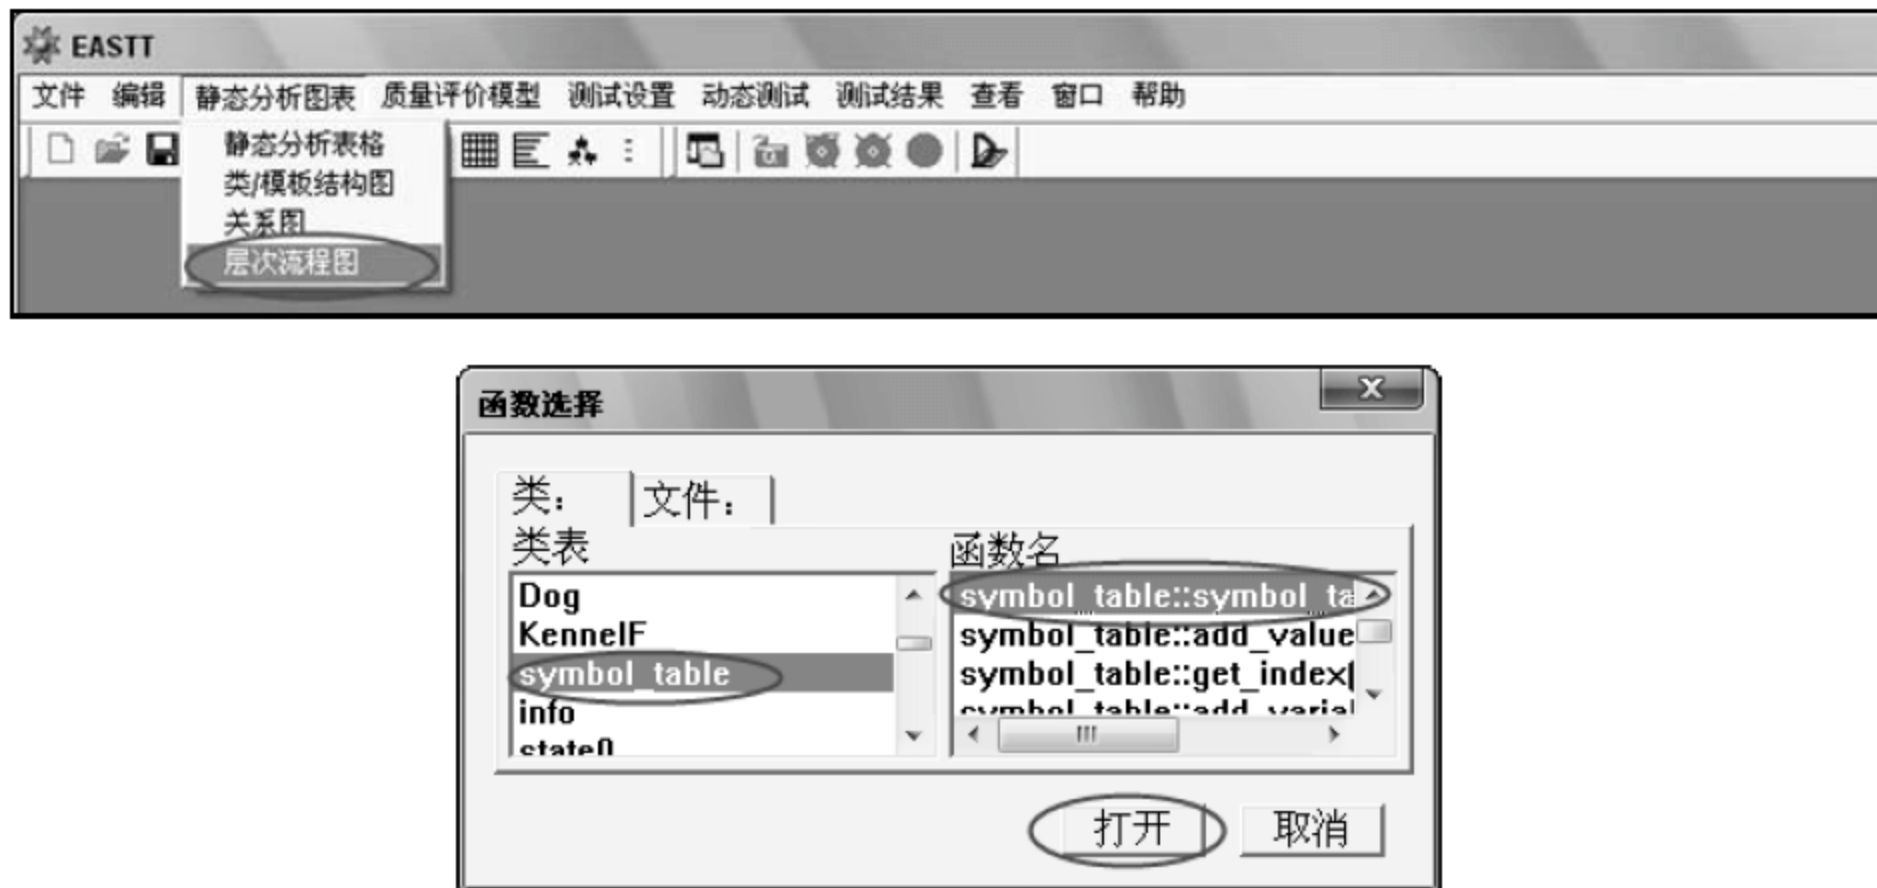 EASTT
文件 编辑 静态分析图表 质量评价模型 测试设置 动态测试 测试结果 查看 窗口 帮助
静态分析表格
类/模板结构图
关系图
层次流程图
函数选择
类: 文件:
类表 函数名
Dog symbol_table::symbol_ta
KennelF symbol_table::add_value
symbol_table symbol_table::get_index(
info symbol_table::add_varial
state0
打开 取消